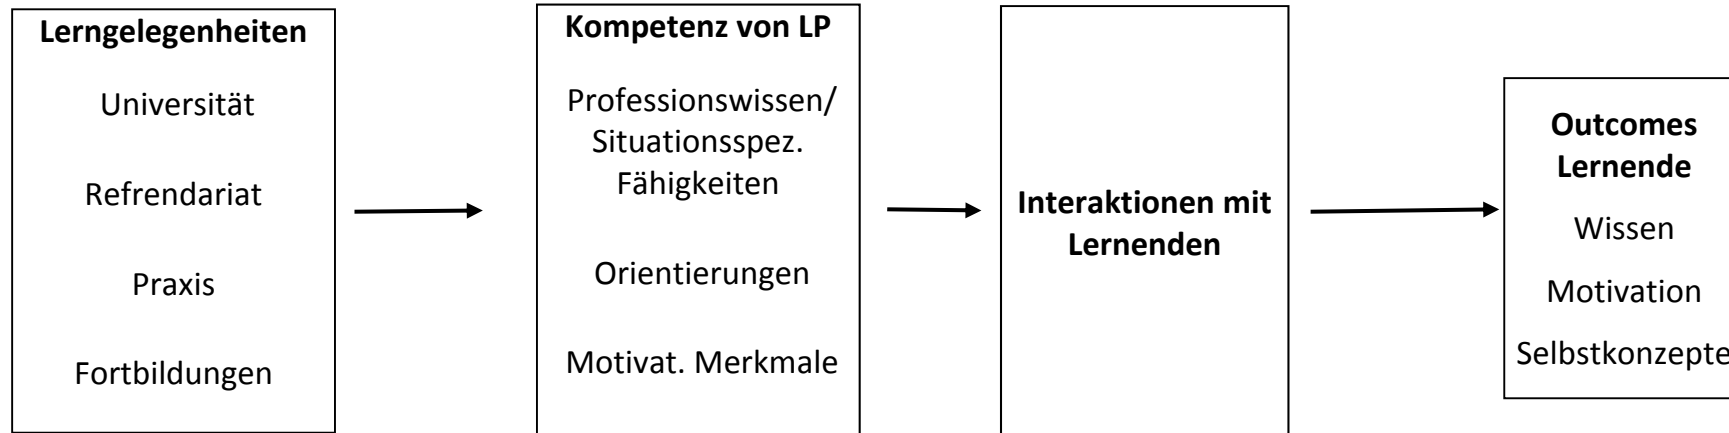 Lerngelegenheiten
Universität
Refrendariat
Praxis
Fortbildungen
Kompetenz von LP
Professionswissen/
Situationsspez.
Fähigkeiten
Orientierungen
Motivat. Merkmale
Interaktionen mit
Lernenden
Outcomes
Lernende
Wissen
Motivation
Selbstkonzepte